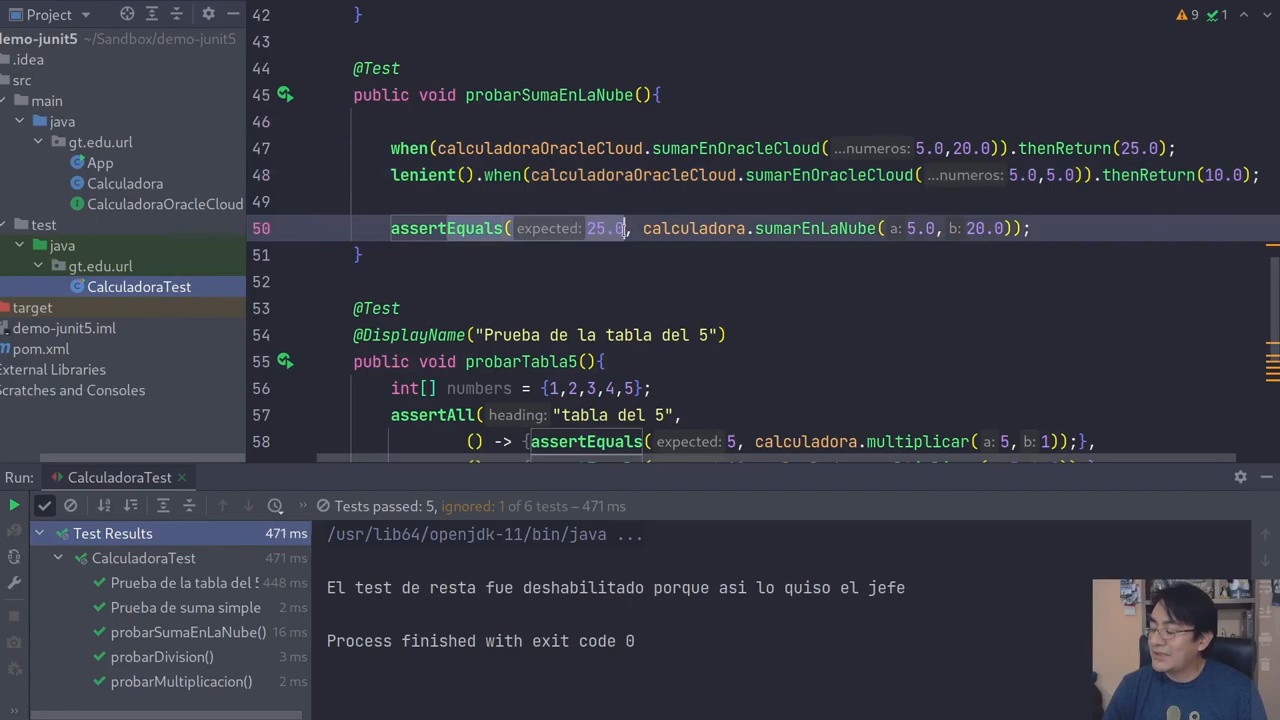 Project
demo-junit5 ~/Sandbox/demo-junit5
.idea
src
main
java
gt.edu.url
App
Calculadora
CalculadoraOracleCloud
test
java
gt.edu.url
CalculadoraTest
target
demo-junit5.iml
pom.xml
External Libraries
Scratches and Consoles
9 1
42 }
43
44 @Test
45 public void probarSumaEnLaNube(){
46
47 when(calculadoraOracleCloud.sumarEnOracleCloud( ...numeros: 5.0,20.0)).thenReturn(25.0);
48 lenient().when(calculadoraOracleCloud.sumarEnOracleCloud( ...numeros: 5.0,5.0)).thenReturn(10.0);
49
50 assertEquals( expected: 25.0, calculadora.sumarEnLaNube( a: 5.0, b: 20.0));
51 }
52
53 @Test
54 @DisplayName("Prueba de la tabla del 5")
55 public void probarTabla5(){
56 int[] numbers = {1,2,3,4,5};
57 assertAll( heading: "tabla del 5",
58 () -> {assertEquals( expected: 5, calculadora.multiplicar( a: 5, b: 1));},
Run: CalculadoraTest
Tests passed: 5, ignored: 1 of 6 tests – 471 ms
Test Results 471 ms
CalculadoraTest 471 ms
Prueba de la tabla del 5 448 ms
Prueba de suma simple 2 ms
probarSumaEnLaNube() 16 ms
probarDivision() 3 ms
probarMultiplicacion() 2 ms
/usr/lib64/openjdk-11/bin/java ...
El test de resta fue deshabilitado porque asi lo quiso el jefe
Process finished with exit code 0